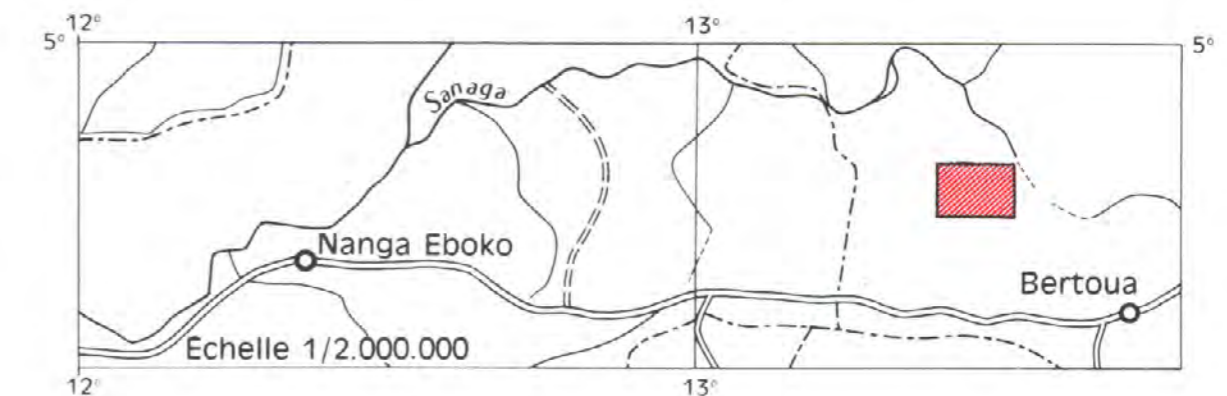 12° 13°
5° 5°
Sanaga
Nanga Eboko
Bertoua
Echelle 1/2.000.000
12° 13°